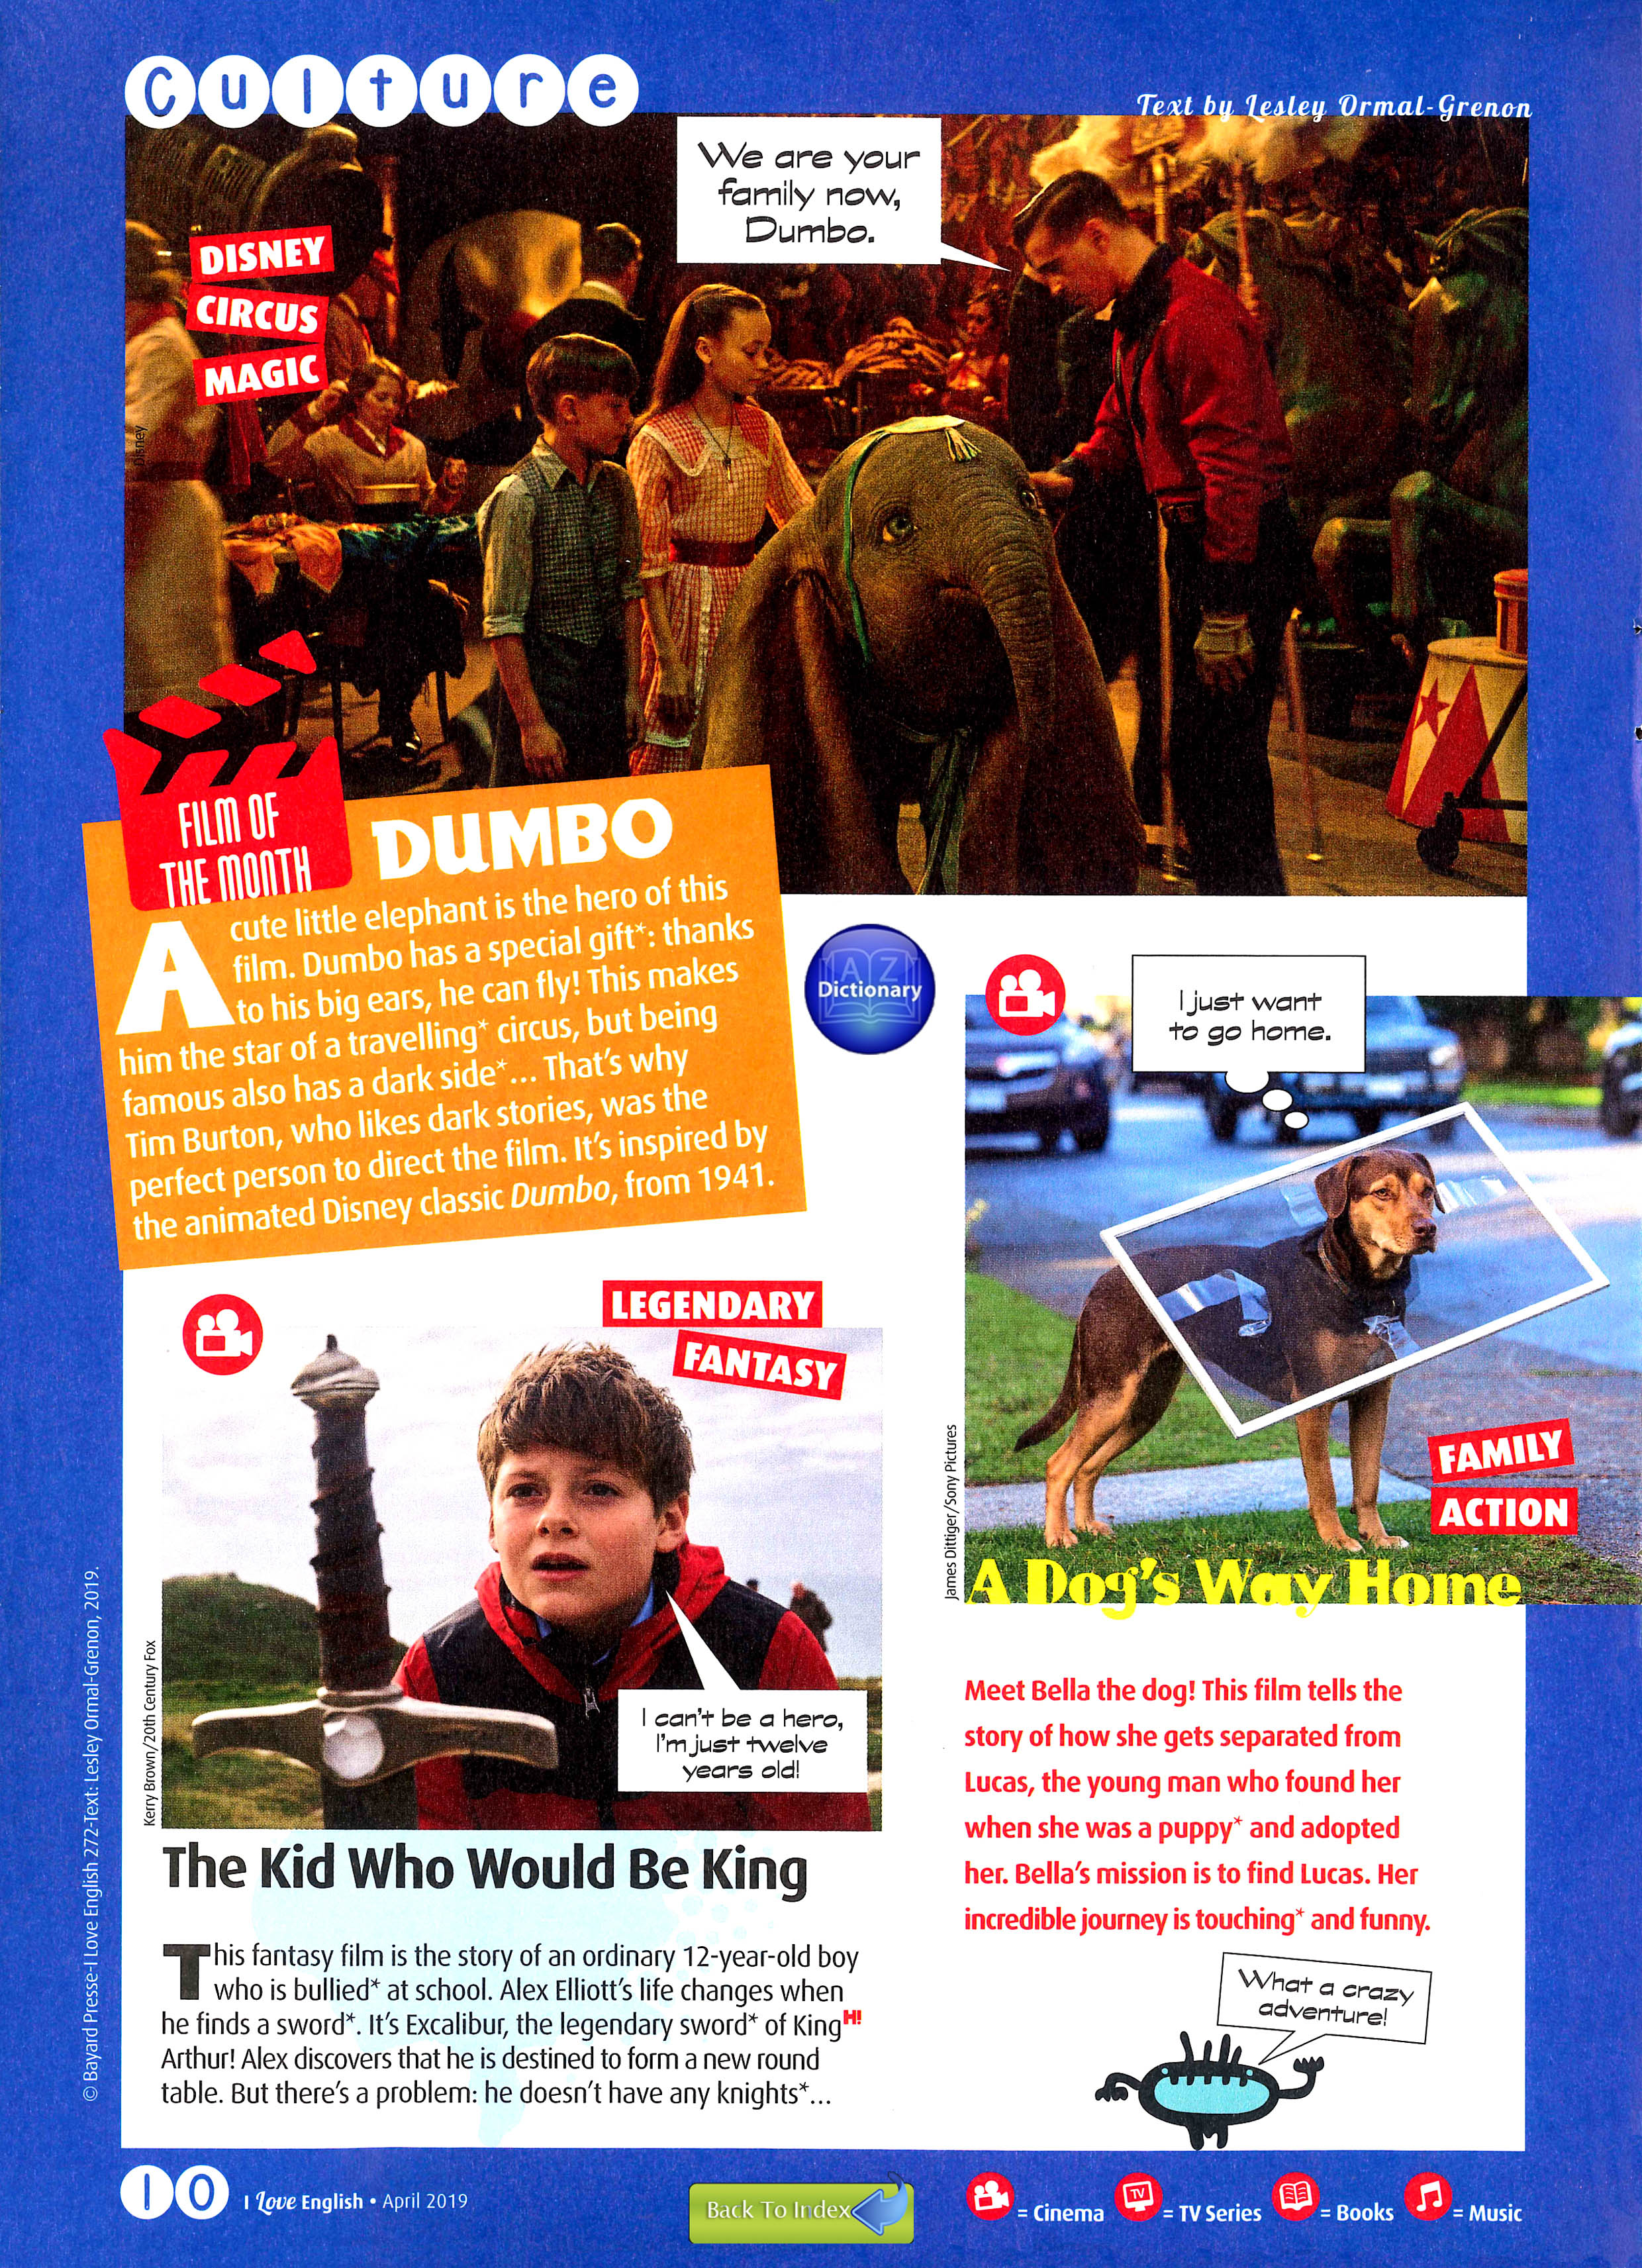 Culture
Text by Lesley Ormal-Grenon
We are your
family now,
Dumbo.
DISNEY
CIRCUS
MAGIC
Disney
FILM OF
THE MONTH
DUMBO
A cute little elephant is the hero of this
film. Dumbo has a special gift*: thanks
to his big ears, he can fly! This makes
him the star of a travelling* circus, but being
famous also has a dark side*... That's why
Tim Burton, who likes dark stories, was the
perfect person to direct the film. It's inspired by
the animated Disney classic Dumbo, from 1941.
A Z
Dictionary
I just want
to go home.
FAMILY
ACTION
James Dittiger/Sony Pictures
A Dog's Way Home
Meet Bella the dog! This film tells the
story of how she gets separated from
Lucas, the young man who found her
when she was a puppy* and adopted
her. Bella's mission is to find Lucas. Her
incredible journey is touching* and funny.
What a crazy
adventure!
LEGENDARY
FANTASY
I can't be a hero,
I'm just twelve
years old!
Kerry Brown/20th Century Fox
The Kid Who Would Be King
This fantasy film is the story of an ordinary 12-year-old boy
who is bullied* at school. Alex Elliott's life changes when
he finds a sword*. It's Excalibur, the legendary sword* of King H!
Arthur! Alex discovers that he is destined to form a new round
table. But there's a problem: he doesn't have any knights*...
© Bayard Presse-I Love English 272-Text: Lesley Ormal-Grenon, 2019.
10 I Love English • April 2019
Back To Index
= Cinema
TV = TV Series
= Books
= Music